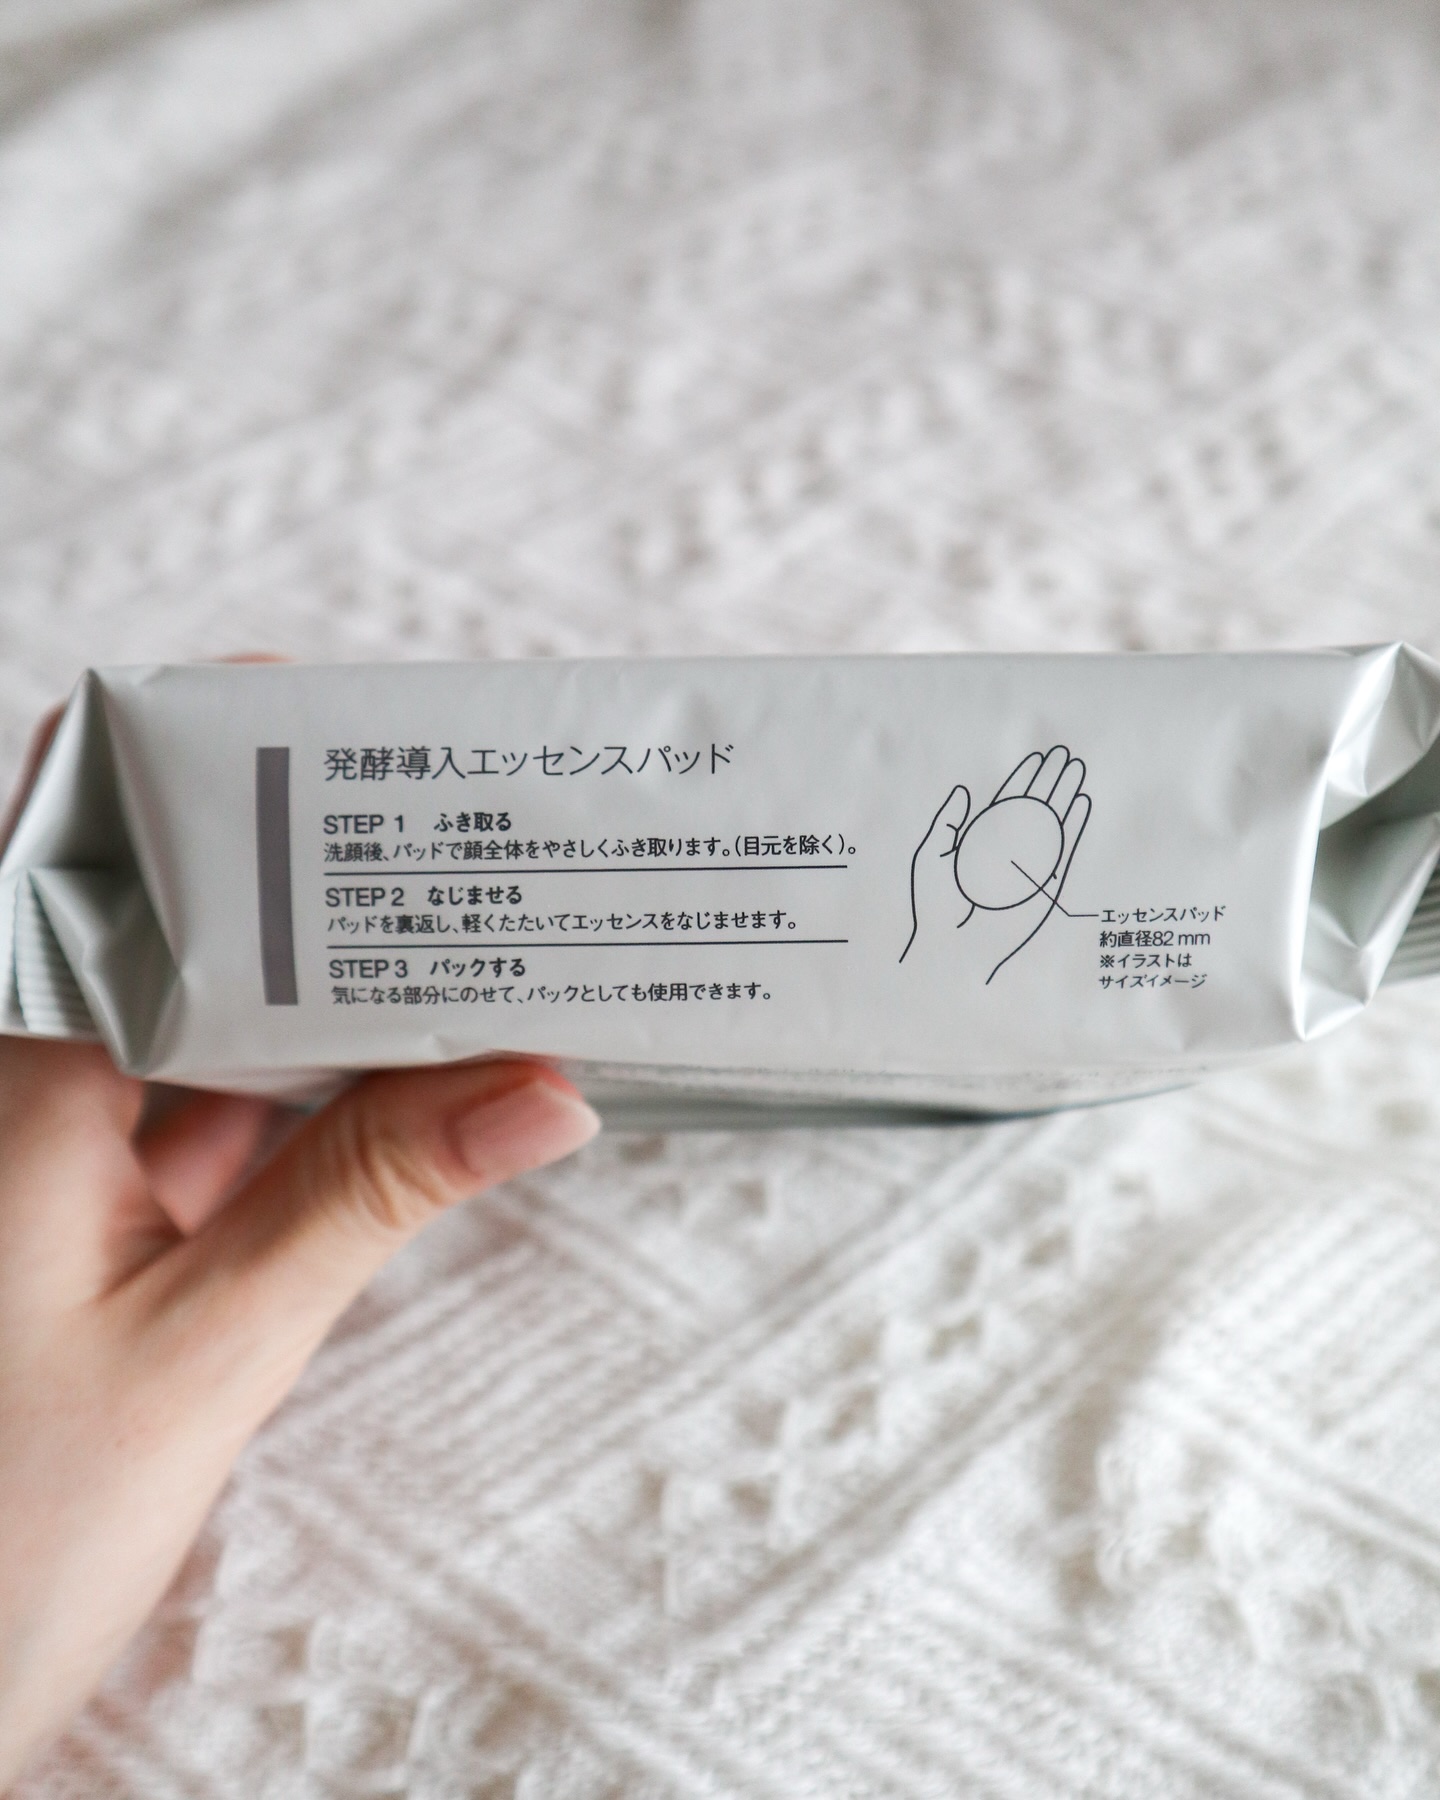 発酵導入エッセンスパッド
STEP 1 ふき取る
洗顔後、パッドで顔全体をやさしくふき取ります。(目元を除く)。
STEP 2 なじませる
パッドを裏返し、軽くたたいてエッセンスをなじませます。
STEP 3 パックする
気になる部分にのせて、パックとしても使用できます。
エッセンスパッド
約直径82 mm
※イラストは
サイズイメージ